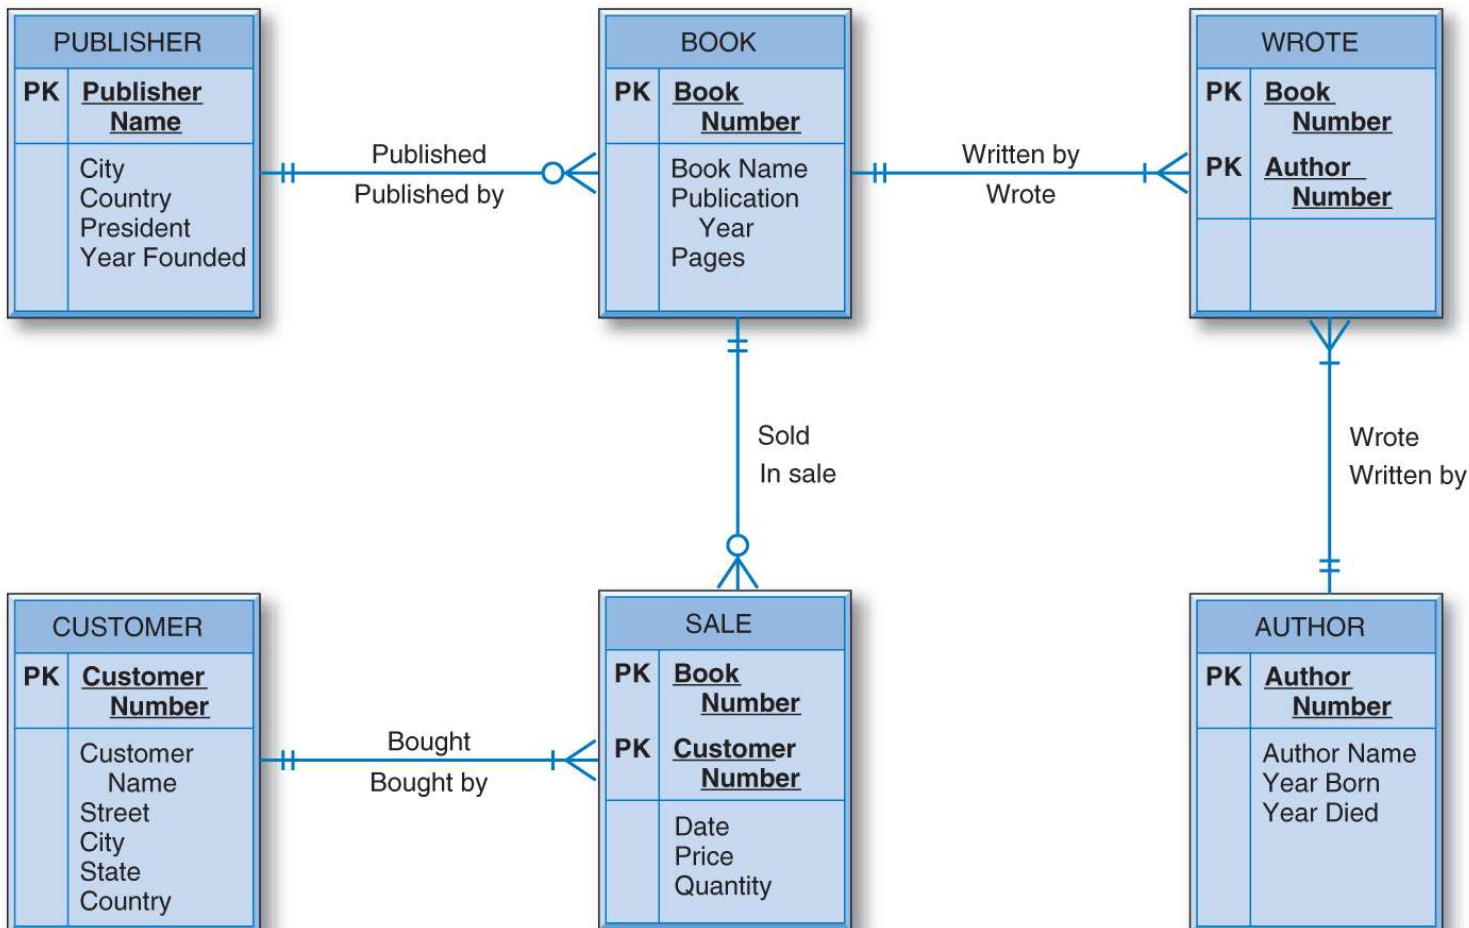 PUBLISHER
PK Publisher
Name
City
Country
President
Year Founded
Published
Published by
BOOK
PK Book
Number
Book Name
Publication
Year
Pages
Written by
Wrote
WROTE
PK Book
Number
PK Author
Number
Sold
In sale
Wrote
Written by
CUSTOMER
PK Customer
Number
Customer
Name
Street
City
State
Country
Bought
Bought by
SALE
PK Book
Number
PK Customer
Number
Date
Price
Quantity
AUTHOR
PK Author
Number
Author Name
Year Born
Year Died